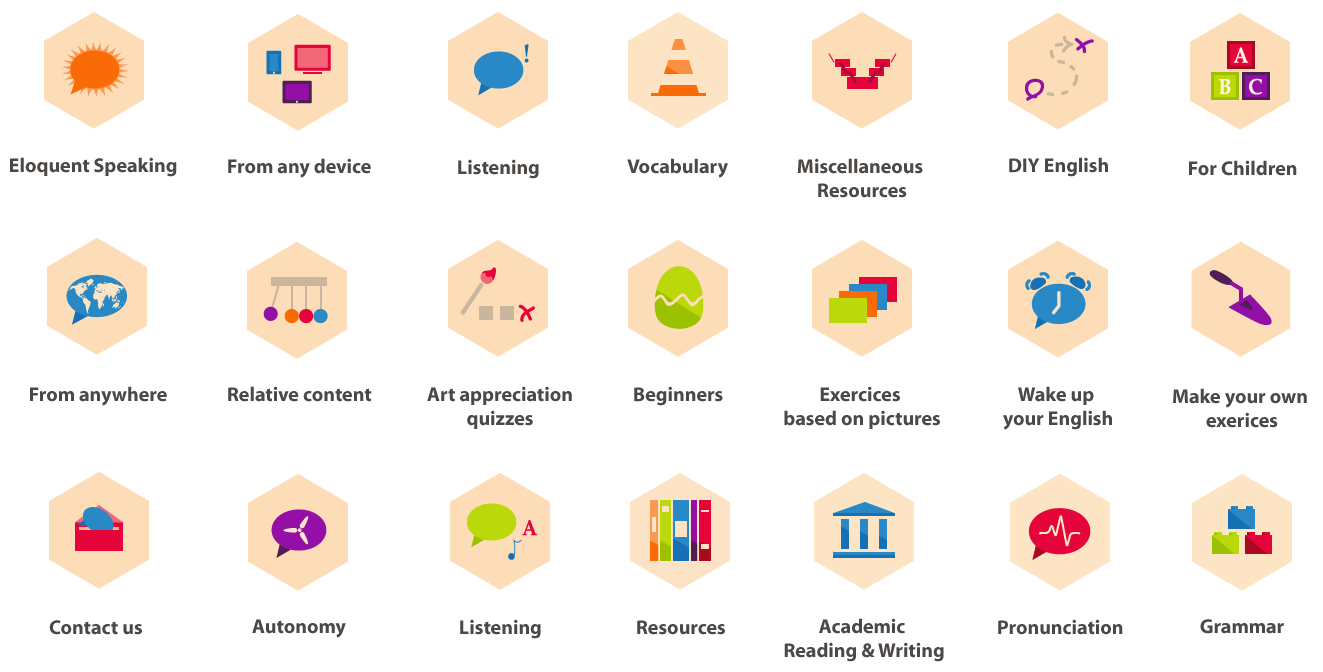 A
B C
Eloquent Speaking
From any device
Listening
Vocabulary
Miscellaneous
Resources
DIY English
For Children
From anywhere
Relative content
Art appreciation
quizzes
Beginners
Exercices
based on pictures
Wake up
your English
Make your own
exerices
A
Contact us
Autonomy
Listening
Resources
Academic
Reading & Writing
Pronunciation
Grammar